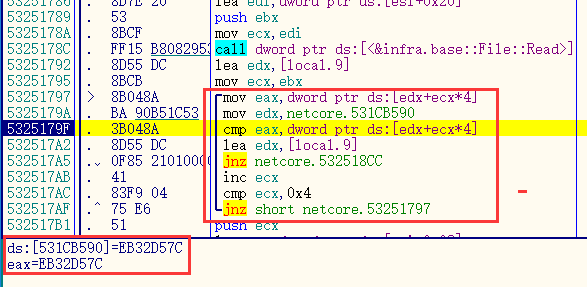 53251786 . 8D7E 20 lea edi,dword ptr ds:[esi+0x20]
53251789 . 53 push ebx
5325178A . 8BCF mov ecx,edi
5325178C . FF15 B8082953 call dword ptr ds:[<&infra.base::File::Read>]
53251792 . 8D55 DC lea edx,[local.9]
53251795 . 8BCB mov ecx,ebx
53251797 > 8B048A mov eax,dword ptr ds:[edx+ecx*4]
5325179A . BA 90B51C53 mov edx,netcore.531CB590
5325179F . 3B048A cmp eax,dword ptr ds:[edx+ecx*4]
532517A2 . 8D55 DC lea edx,[local.9]
532517A5 .⌄ 0F85 21010000 jnz netcore.532518CC
532517AB . 41 inc ecx
532517AC . 83F9 04 cmp ecx,0x4
532517AF .^ 75 E6 jnz short netcore.53251797
532517B1 . 51 push ecx
ds:[531CB590]=EB32D57C
eax=EB32D57C